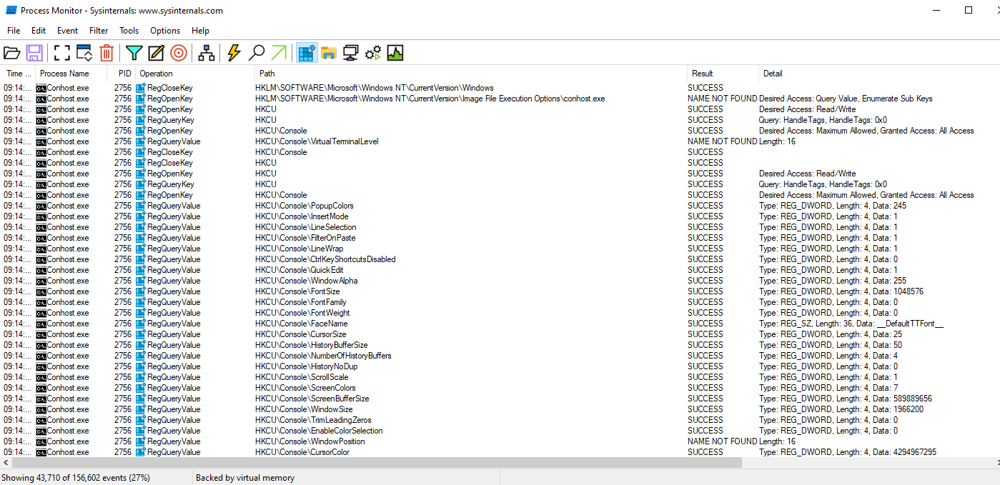 Process Monitor - Sysinternals: www.sysinternals.com
File Edit Event Filter Tools Options Help
Time ... Process Name PID Operation Path Result Detail
09:14:... Conhost.exe 2756 RegCloseKey HKLM\SOFTWARE\Microsoft\Windows NT\CurrentVersion\Windows SUCCESS
09:14:... Conhost.exe 2756 RegOpenKey HKLM\SOFTWARE\Microsoft\Windows NT\CurrentVersion\Image File Execution Options\conhost.exe NAME NOT FOUND Desired Access: Query Value, Enumerate Sub Keys
09:14:... Conhost.exe 2756 RegOpenKey HKCU SUCCESS Desired Access: Read/Write
09:14:... Conhost.exe 2756 RegQueryKey HKCU SUCCESS Query: HandleTags, HandleTags: 0x0
09:14:... Conhost.exe 2756 RegOpenKey HKCU\Console SUCCESS Desired Access: Maximum Allowed, Granted Access: All Access
09:14:... Conhost.exe 2756 RegQueryValue HKCU\Console\VirtualTerminalLevel NAME NOT FOUND Length: 16
09:14:... Conhost.exe 2756 RegCloseKey HKCU\Console SUCCESS
09:14:... Conhost.exe 2756 RegCloseKey HKCU SUCCESS
09:14:... Conhost.exe 2756 RegOpenKey HKCU SUCCESS Desired Access: Read/Write
09:14:... Conhost.exe 2756 RegQueryKey HKCU SUCCESS Query: HandleTags, HandleTags: 0x0
09:14:... Conhost.exe 2756 RegOpenKey HKCU\Console SUCCESS Desired Access: Maximum Allowed, Granted Access: All Access
09:14:... Conhost.exe 2756 RegQueryValue HKCU\Console\PopupColors SUCCESS Type: REG_DWORD, Length: 4, Data: 245
09:14:... Conhost.exe 2756 RegQueryValue HKCU\Console\InsertMode SUCCESS Type: REG_DWORD, Length: 4, Data: 1
09:14:... Conhost.exe 2756 RegQueryValue HKCU\Console\LineSelection SUCCESS Type: REG_DWORD, Length: 4, Data: 1
09:14:... Conhost.exe 2756 RegQueryValue HKCU\Console\FilterOnPaste SUCCESS Type: REG_DWORD, Length: 4, Data: 1
09:14:... Conhost.exe 2756 RegQueryValue HKCU\Console\LineWrap SUCCESS Type: REG_DWORD, Length: 4, Data: 1
09:14:... Conhost.exe 2756 RegQueryValue HKCU\Console\CtrlKeyShortcutsDisabled SUCCESS Type: REG_DWORD, Length: 4, Data: 0
09:14:... Conhost.exe 2756 RegQueryValue HKCU\Console\QuickEdit SUCCESS Type: REG_DWORD, Length: 4, Data: 1
09:14:... Conhost.exe 2756 RegQueryValue HKCU\Console\WindowAlpha SUCCESS Type: REG_DWORD, Length: 4, Data: 255
09:14:... Conhost.exe 2756 RegQueryValue HKCU\Console\FontSize SUCCESS Type: REG_DWORD, Length: 4, Data: 1048576
09:14:... Conhost.exe 2756 RegQueryValue HKCU\Console\FontFamily SUCCESS Type: REG_DWORD, Length: 4, Data: 0
09:14:... Conhost.exe 2756 RegQueryValue HKCU\Console\FontWeight SUCCESS Type: REG_DWORD, Length: 4, Data: 0
09:14:... Conhost.exe 2756 RegQueryValue HKCU\Console\FaceName SUCCESS Type: REG_SZ, Length: 36, Data: __DefaultTTFont__
09:14:... Conhost.exe 2756 RegQueryValue HKCU\Console\CursorSize SUCCESS Type: REG_DWORD, Length: 4, Data: 25
09:14:... Conhost.exe 2756 RegQueryValue HKCU\Console\HistoryBufferSize SUCCESS Type: REG_DWORD, Length: 4, Data: 50
09:14:... Conhost.exe 2756 RegQueryValue HKCU\Console\NumberOfHistoryBuffers SUCCESS Type: REG_DWORD, Length: 4, Data: 4
09:14:... Conhost.exe 2756 RegQueryValue HKCU\Console\HistoryNoDup SUCCESS Type: REG_DWORD, Length: 4, Data: 0
09:14:... Conhost.exe 2756 RegQueryValue HKCU\Console\ScrollScale SUCCESS Type: REG_DWORD, Length: 4, Data: 1
09:14:... Conhost.exe 2756 RegQueryValue HKCU\Console\ScreenColors SUCCESS Type: REG_DWORD, Length: 4, Data: 7
09:14:... Conhost.exe 2756 RegQueryValue HKCU\Console\ScreenBufferSize SUCCESS Type: REG_DWORD, Length: 4, Data: 589889656
09:14:... Conhost.exe 2756 RegQueryValue HKCU\Console\WindowSize SUCCESS Type: REG_DWORD, Length: 4, Data: 1966200
09:14:... Conhost.exe 2756 RegQueryValue HKCU\Console\TrimLeadingZeros SUCCESS Type: REG_DWORD, Length: 4, Data: 0
09:14:... Conhost.exe 2756 RegQueryValue HKCU\Console\EnableColorSelection SUCCESS Type: REG_DWORD, Length: 4, Data: 0
09:14:... Conhost.exe 2756 RegQueryValue HKCU\Console\WindowPosition NAME NOT FOUND Length: 16
09:14:... Conhost.exe 2756 RegQueryValue HKCU\Console\CursorColor SUCCESS Type: REG_DWORD, Length: 4, Data: 4294967295
Showing 43,710 of 156,602 events (27%) Backed by virtual memory